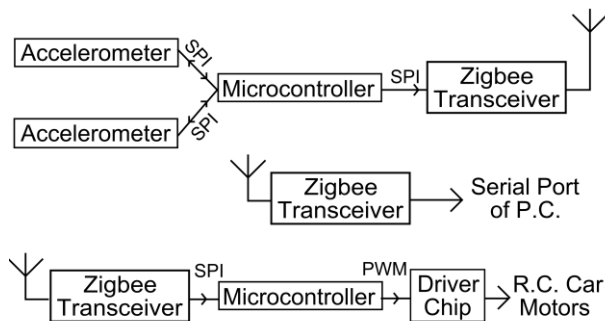 Accelerometer
SPI
Microcontroller
SPI
Zigbee
Transceiver
Accelerometer
SPI
Zigbee
Transceiver
Serial Port
of P.C.
Zigbee
Transceiver
SPI
Microcontroller
PWM
Driver
Chip
R.C. Car
Motors